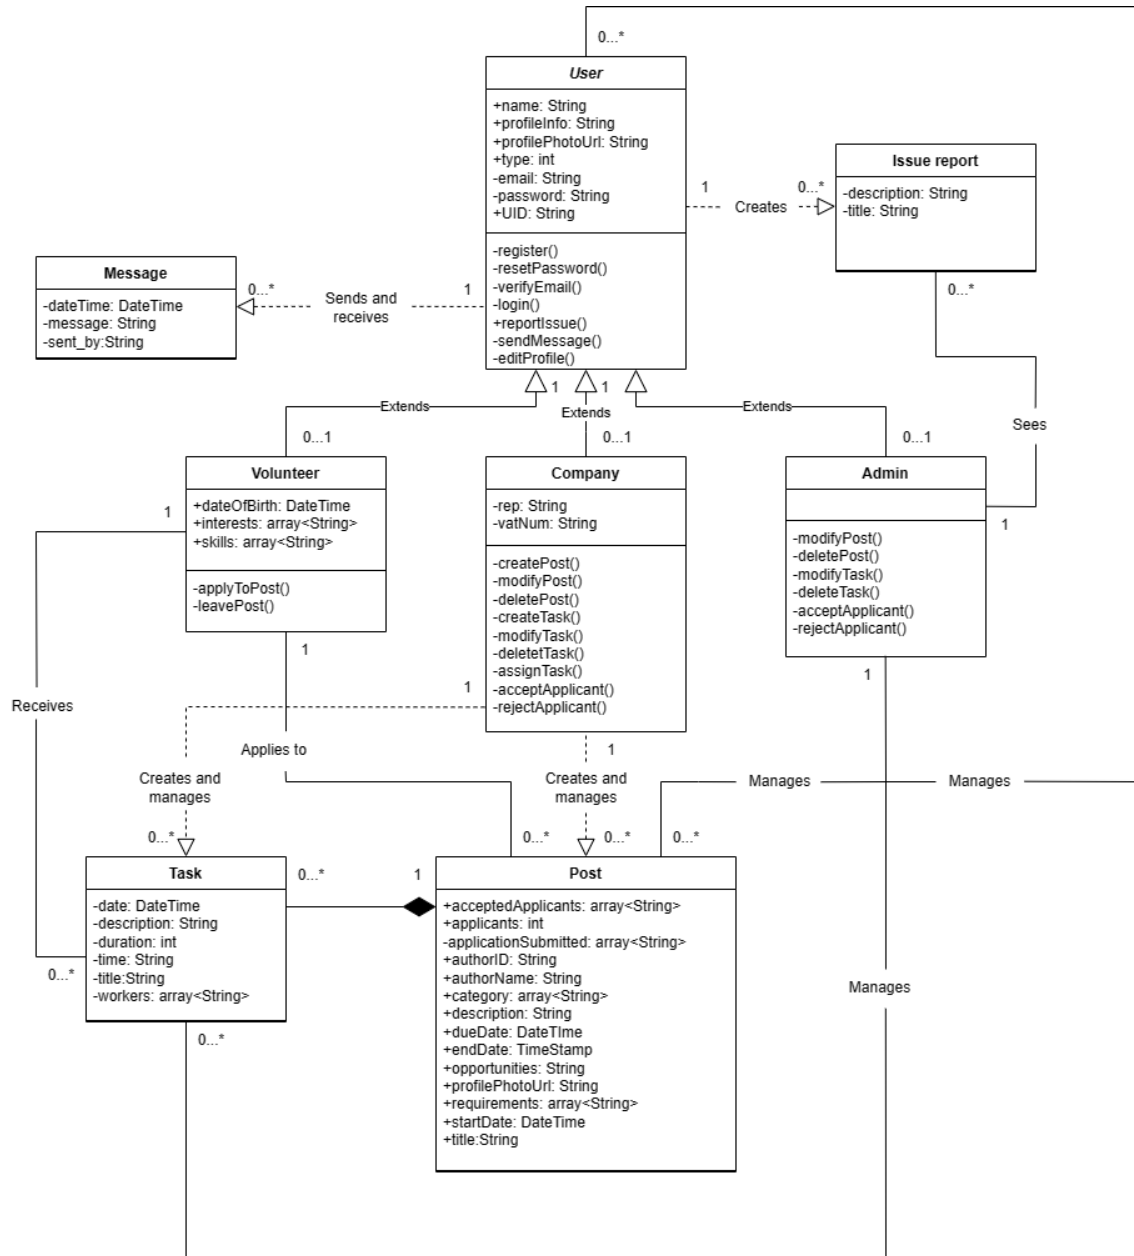 0...*
User
+name: String
+profileInfo: String
+profilePhotoUrl: String
+type: int
-email: String
-password: String
+UID: String
-register()
-resetPassword()
-verifyEmail()
-login()
+reportIssue()
-sendMessage()
-editProfile()
1
Creates
0...*
Issue report
-description: String
-title: String
0...*
Sees
1
Message
-dateTime: DateTime
-message: String
-sent_by:String
0...*
Sends and
receives
1
Extends
1
0...1
Extends
1
0...1
Extends
0...1
Volunteer
+dateOfBirth: DateTime
+interests: array<String>
+skills: array<String>
-applyToPost()
-leavePost()
1
Receives
0...*
1
Applies to
0...*
Company
-rep: String
-vatNum: String
-createPost()
-modifyPost()
-deletePost()
-createTask()
-modifyTask()
-deletetTask()
-assignTask()
-acceptApplicant()
-rejectApplicant()
1
Creates and
manages
0...*
1
Creates and
manages
0...*
Admin
-modifyPost()
-deletePost()
-modifyTask()
-deleteTask()
-acceptApplicant()
-rejectApplicant()
1
Manages
Manages
0...*
Manages
Task
-date: DateTime
-description: String
-duration: int
-time: String
-title:String
-workers: array<String>
0...*
0...*
1
Post
+acceptedApplicants: array<String>
+applicants: int
-applicationSubmitted: array<String>
+authorID: String
+authorName: String
+category: array<String>
+description: String
+dueDate: DateTIme
+endDate: TimeStamp
+opportunities: String
+profilePhotoUrl: String
+requirements: array<String>
+startDate: DateTime
+title:String